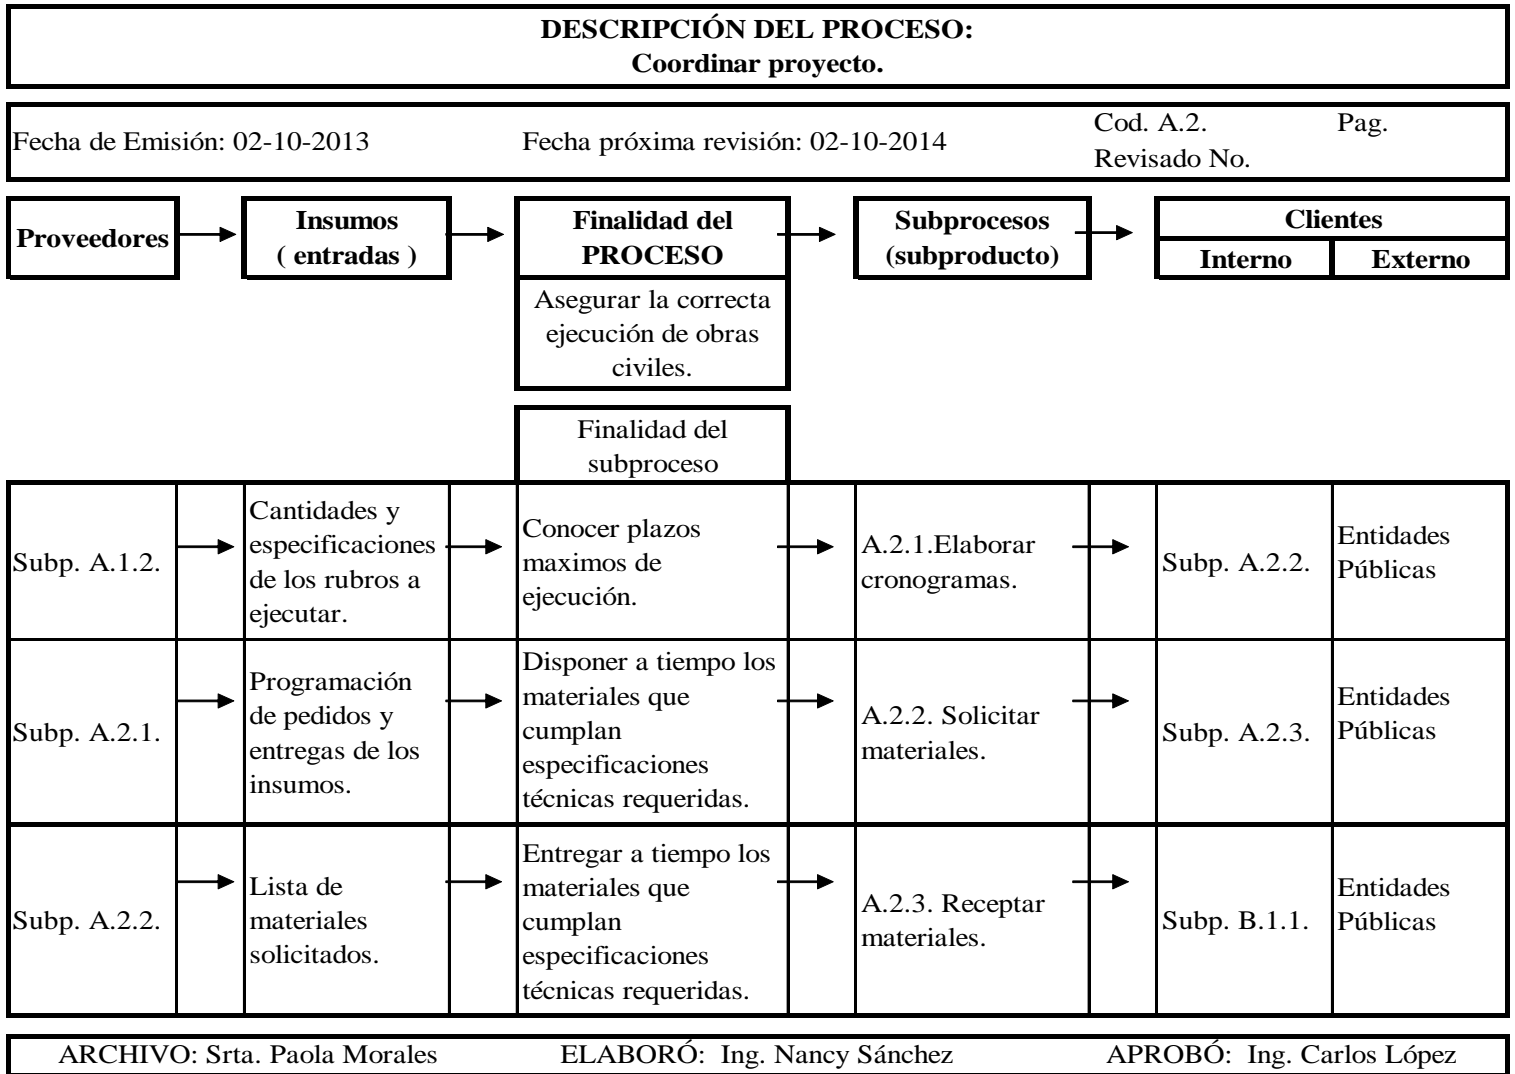 DESCRIPCIÓN DEL PROCESO:
Coordinar proyecto.
Fecha de Emisión: 02-10-2013
Fecha próxima revisión: 02-10-2014
Cod. A.2.
Pag.
Revisado No.
Proveedores
Insumos
( entradas )
Finalidad del
PROCESO
Subprocesos
(subproducto)
Clientes
Interno
Externo
Asegurar la correcta
ejecución de obras
civiles.
Finalidad del
subproceso
Subp. A.1.2.
Cantidades y
especificaciones
de los rubros a
ejecutar.
Conocer plazos
maximos de
ejecución.
A.2.1.Elaborar
cronogramas.
Subp. A.2.2.
Entidades
Públicas
Subp. A.2.1.
Programación
de pedidos y
entregas de los
insumos.
Disponer a tiempo los
materiales que
cumplan
especificaciones
técnicas requeridas.
A.2.2. Solicitar
materiales.
Subp. A.2.3.
Entidades
Públicas
Subp. A.2.2.
Lista de
materiales
solicitados.
Entregar a tiempo los
materiales que
cumplan
especificaciones
técnicas requeridas.
A.2.3. Receptar
materiales.
Subp. B.1.1.
Entidades
Públicas
ARCHIVO: Srta. Paola Morales
ELABORÓ: Ing. Nancy Sánchez
APROBÓ: Ing. Carlos López